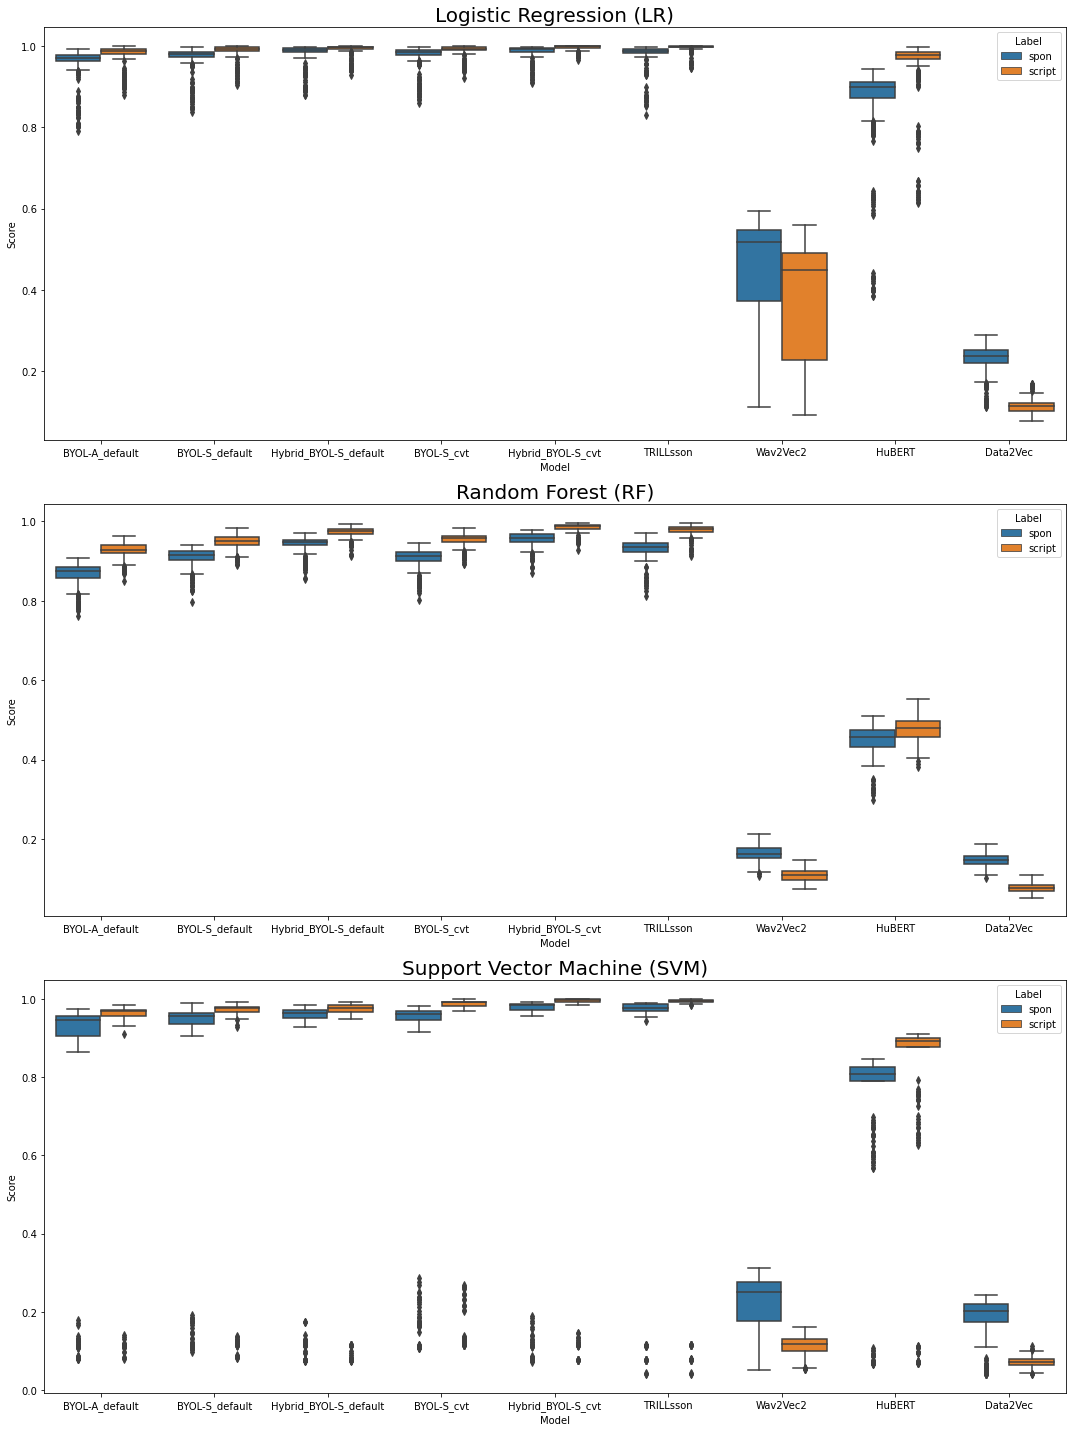 Logistic Regression (LR)
Label
spon
script
1.0
0.8
0.6
0.4
0.2
Score
BYOL-A_default BYOL-S_default Hybrid_BYOL-S_default BYOL-S_cvt Hybrid_BYOL-S_cvt TRILLsson Wav2Vec2 HuBERT Data2Vec
Model
Random Forest (RF)
Label
spon
script
1.0
0.8
0.6
0.4
0.2
Score
BYOL-A_default BYOL-S_default Hybrid_BYOL-S_default BYOL-S_cvt Hybrid_BYOL-S_cvt TRILLsson Wav2Vec2 HuBERT Data2Vec
Model
Support Vector Machine (SVM)
Label
spon
script
1.0
0.8
0.6
0.4
0.2
0.0
Score
BYOL-A_default BYOL-S_default Hybrid_BYOL-S_default BYOL-S_cvt Hybrid_BYOL-S_cvt TRILLsson Wav2Vec2 HuBERT Data2Vec
Model